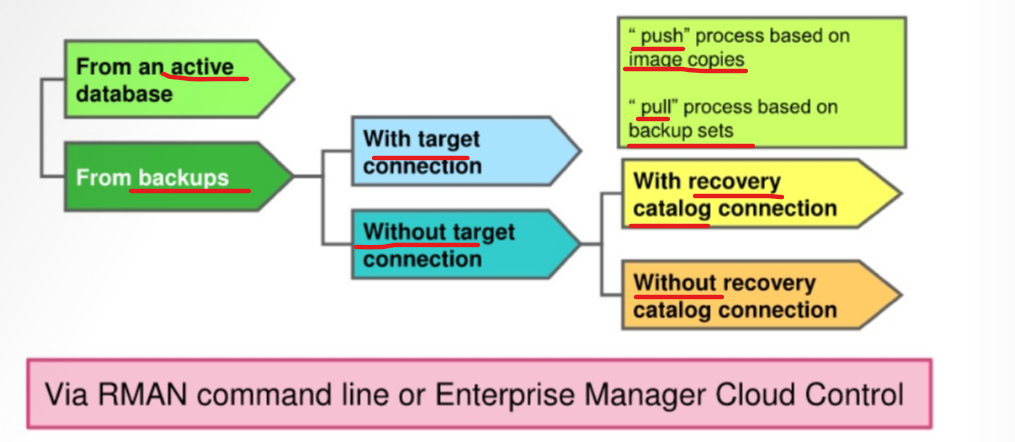 From an active
database
From backups
With target
connection
Without target
connection
“ push” process based on
image copies
“ pull” process based on
backup sets
With recovery
catalog connection
Without recovery
catalog connection
Via RMAN command line or Enterprise Manager Cloud Control